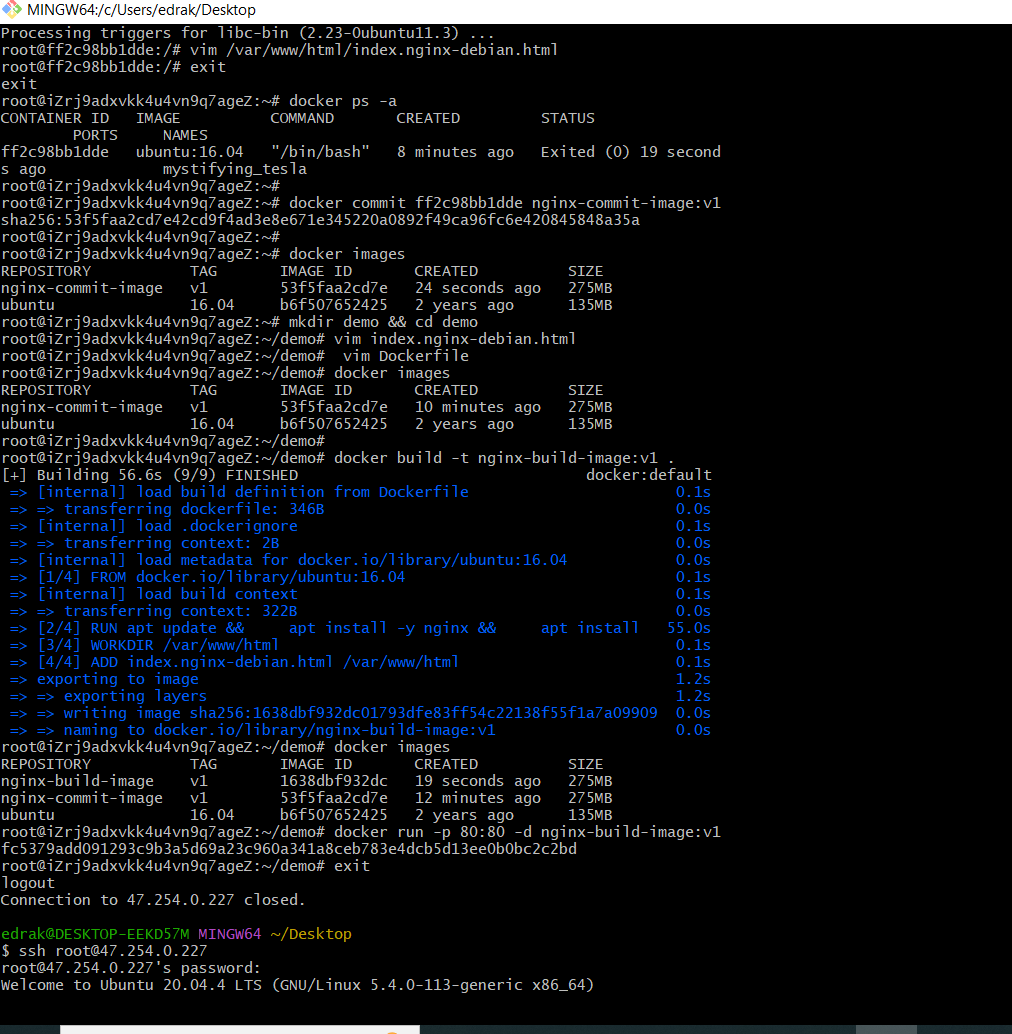 MINGW64:/c/Users/edrak/Desktop
Processing triggers for libc-bin (2.23-0ubuntu11.3) ...
root@ff2c98bb1dde:/# vim /var/www/html/index.nginx-debian.html
root@ff2c98bb1dde:/# exit
exit
root@iZrj9adxvkk4u4vn9q7ageZ:~# docker ps -a
CONTAINER ID   IMAGE          COMMAND       CREATED         STATUS
        PORTS     NAMES
ff2c98bb1dde   ubuntu:16.04   "/bin/bash"   8 minutes ago   Exited (0) 19 second
s ago             mystifying_tesla
root@iZrj9adxvkk4u4vn9q7ageZ:~#
root@iZrj9adxvkk4u4vn9q7ageZ:~# docker commit ff2c98bb1dde nginx-commit-image:v1
sha256:53f5faa2cd7e42cd9f4ad3e8e671e345220a0892f49ca96fc6e420845848a35a
root@iZrj9adxvkk4u4vn9q7ageZ:~#
root@iZrj9adxvkk4u4vn9q7ageZ:~# docker images
REPOSITORY           TAG       IMAGE ID       CREATED          SIZE
nginx-commit-image   v1        53f5faa2cd7e   24 seconds ago   275MB
ubuntu               16.04     b6f507652425   2 years ago      135MB
root@iZrj9adxvkk4u4vn9q7ageZ:~# mkdir demo && cd demo
root@iZrj9adxvkk4u4vn9q7ageZ:~/demo# vim index.nginx-debian.html
root@iZrj9adxvkk4u4vn9q7ageZ:~/demo#  vim Dockerfile
root@iZrj9adxvkk4u4vn9q7ageZ:~/demo# docker images
REPOSITORY           TAG       IMAGE ID       CREATED          SIZE
nginx-commit-image   v1        53f5faa2cd7e   10 minutes ago   275MB
ubuntu               16.04     b6f507652425   2 years ago      135MB
root@iZrj9adxvkk4u4vn9q7ageZ:~/demo#
root@iZrj9adxvkk4u4vn9q7ageZ:~/demo# docker build -t nginx-build-image:v1 .
[+] Building 56.6s (9/9) FINISHED                                docker:default
 => [internal] load build definition from Dockerfile                       0.1s
 => => transferring dockerfile: 346B                                       0.0s
 => [internal] load .dockerignore                                          0.1s
 => => transferring context: 2B                                            0.0s
 => [internal] load metadata for docker.io/library/ubuntu:16.04            0.0s
 => [1/4] FROM docker.io/library/ubuntu:16.04                              0.1s
 => [internal] load build context                                          0.1s
 => => transferring context: 322B                                          0.0s
 => [2/4] RUN apt update &&     apt install -y nginx &&     apt install   55.0s
 => [3/4] WORKDIR /var/www/html                                            0.1s
 => [4/4] ADD index.nginx-debian.html /var/www/html                        0.1s
 => exporting to image                                                     1.2s
 => => exporting layers                                                    1.2s
 => => writing image sha256:1638dbf932dc01793dfe83ff54c22138f55f1a7a09909  0.0s
 => => naming to docker.io/library/nginx-build-image:v1                    0.0s
root@iZrj9adxvkk4u4vn9q7ageZ:~/demo# docker images
REPOSITORY           TAG       IMAGE ID       CREATED          SIZE
nginx-build-image    v1        1638dbf932dc   19 seconds ago   275MB
nginx-commit-image   v1        53f5faa2cd7e   12 minutes ago   275MB
ubuntu               16.04     b6f507652425   2 years ago      135MB
root@iZrj9adxvkk4u4vn9q7ageZ:~/demo# docker run -p 80:80 -d nginx-build-image:v1
fc5379add091293c9b3a5d69a23c960a341a8ceb783e4dcb5d13ee0b0bc2c2bd
root@iZrj9adxvkk4u4vn9q7ageZ:~/demo# exit
logout
Connection to 47.254.0.227 closed.
edrak@DESKTOP-EEKD57M MINGW64 ~/Desktop
$ ssh root@47.254.0.227
root@47.254.0.227's password:
Welcome to Ubuntu 20.04.4 LTS (GNU/Linux 5.4.0-113-generic x86_64)